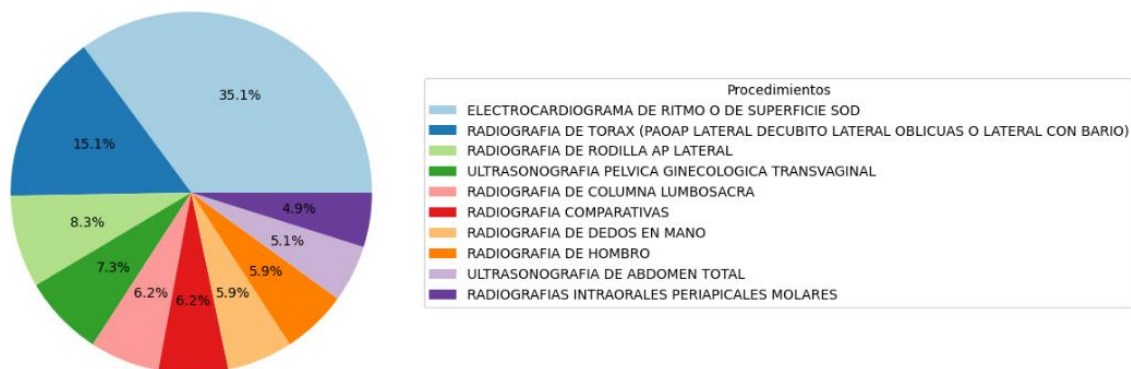 35.1%
15.1%
8.3%
7.3%
6.2%
6.2%
5.9%
5.9%
5.1%
4.9%
Procedimientos
ELECTROCARDIOGRAMA DE RITMO O DE SUPERFICIE SOD
RADIOGRAFIA DE TORAX (PAOAP LATERAL DECUBITO LATERAL OBLICUAS O LATERAL CON BARIO)
RADIOGRAFIA DE RODILLA AP LATERAL
ULTRASONOGRAFIA PELVICA GINECOLOGICA TRANSVAGINAL
RADIOGRAFIA DE COLUMNA LUMBOSACRA
RADIOGRAFIA COMPARATIVAS
RADIOGRAFIA DE DEDOS EN MANO
RADIOGRAFIA DE HOMBRO
ULTRASONOGRAFIA DE ABDOMEN TOTAL
RADIOGRAFIAS INTRAORALES PERIAPICALES MOLARES